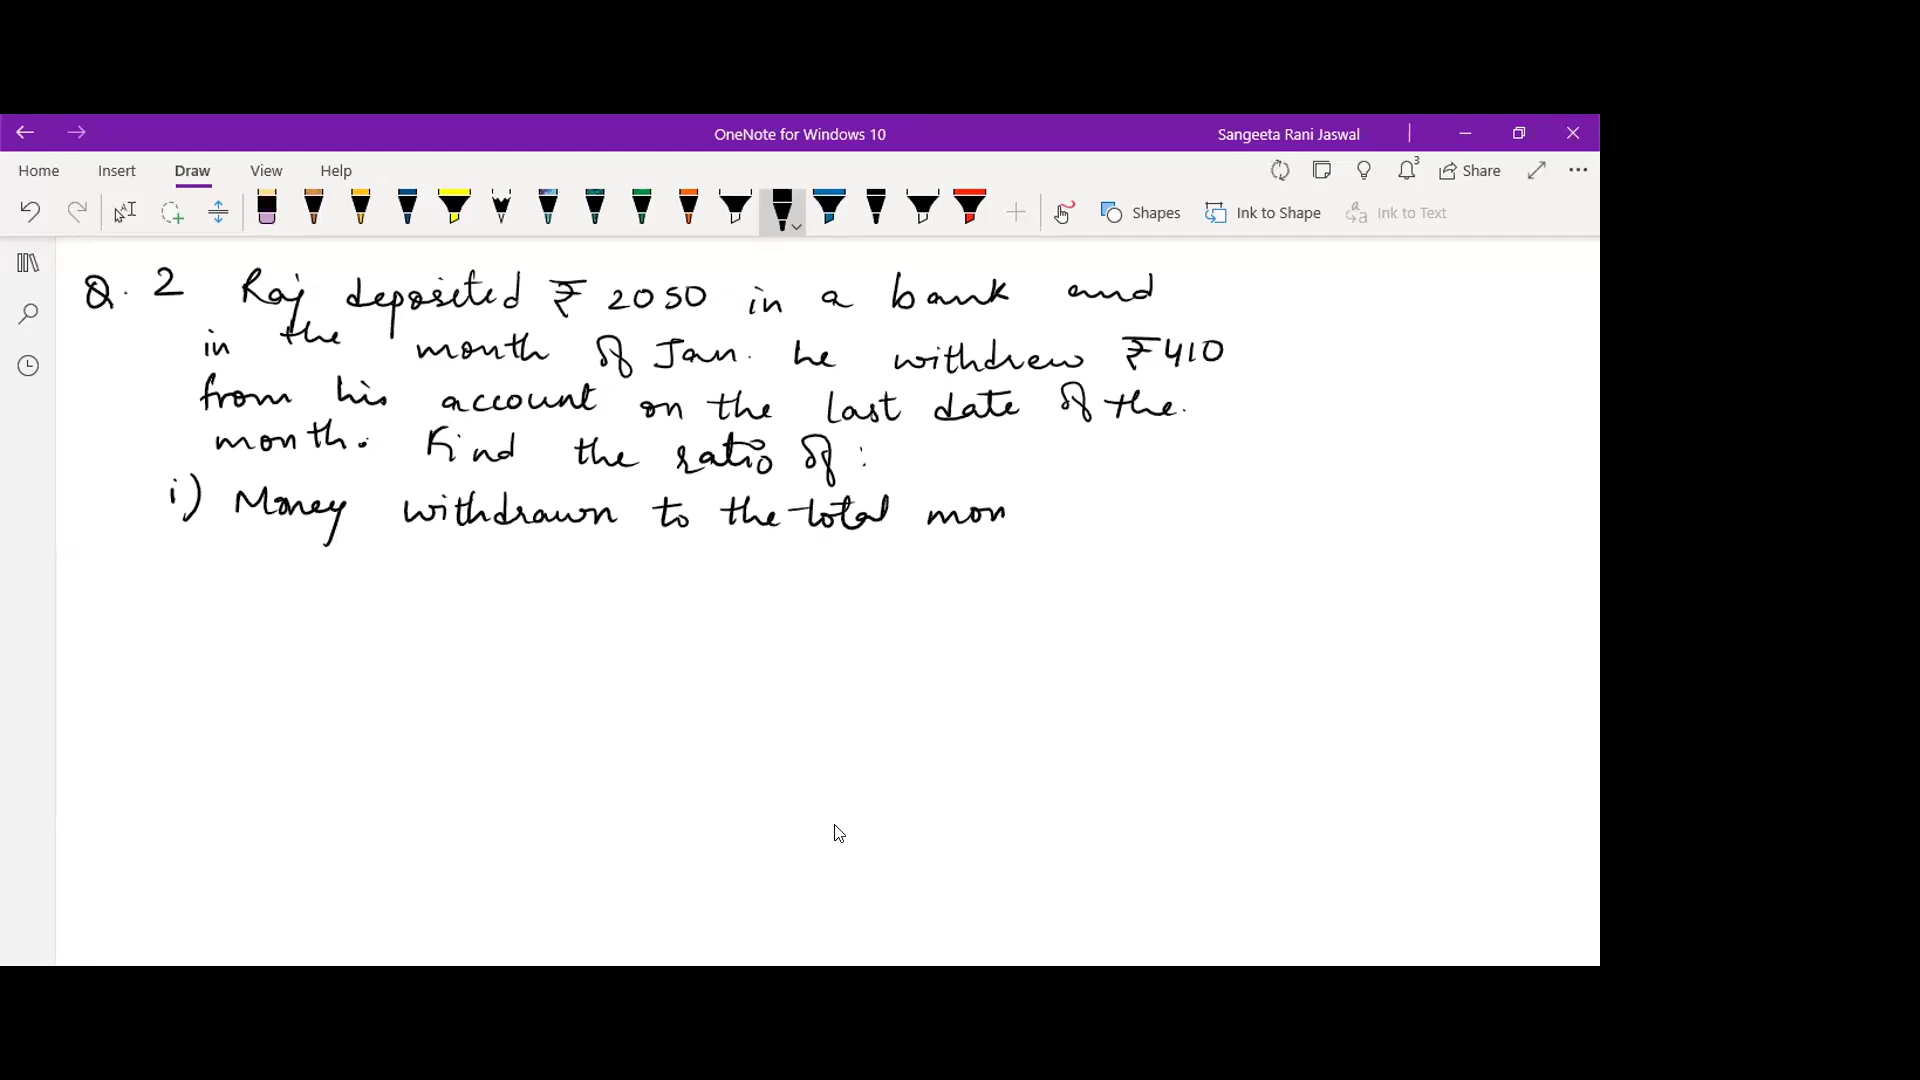 OneNote for Windows 10
Sangeeta Rani Jaswal
Home Insert Draw View Help
3
Share
Shapes
Ink to Shape
Ink to Text
Q. 2 Raj deposited ₹ 2050 in a bank and
in the month of Jan. he withdrew ₹410
from his account on the last date of the.
month. Find the ratio of :
i) Money withdrawn to the total mon